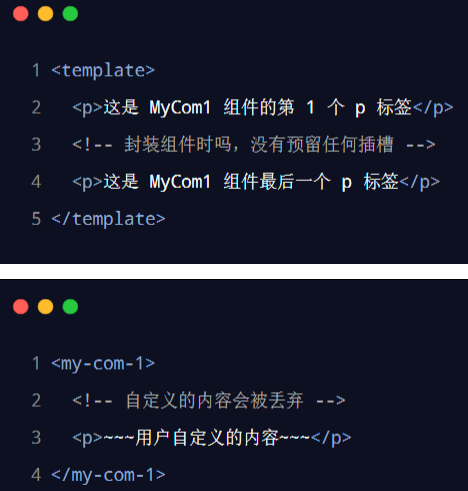 1 <template>
2 <p>这是 MyCom1 组件的第 1 个 p 标签</p>
3 <!-- 封装组件时吗，没有预留任何插槽 -->
4 <p>这是 MyCom1 组件最后一个 p 标签</p>
5 </template>
1 <my-com-1>
2 <!-- 自定义的内容会被丢弃 -->
3 <p>~~~用户自定义的内容~~~</p>
4 </my-com-1>